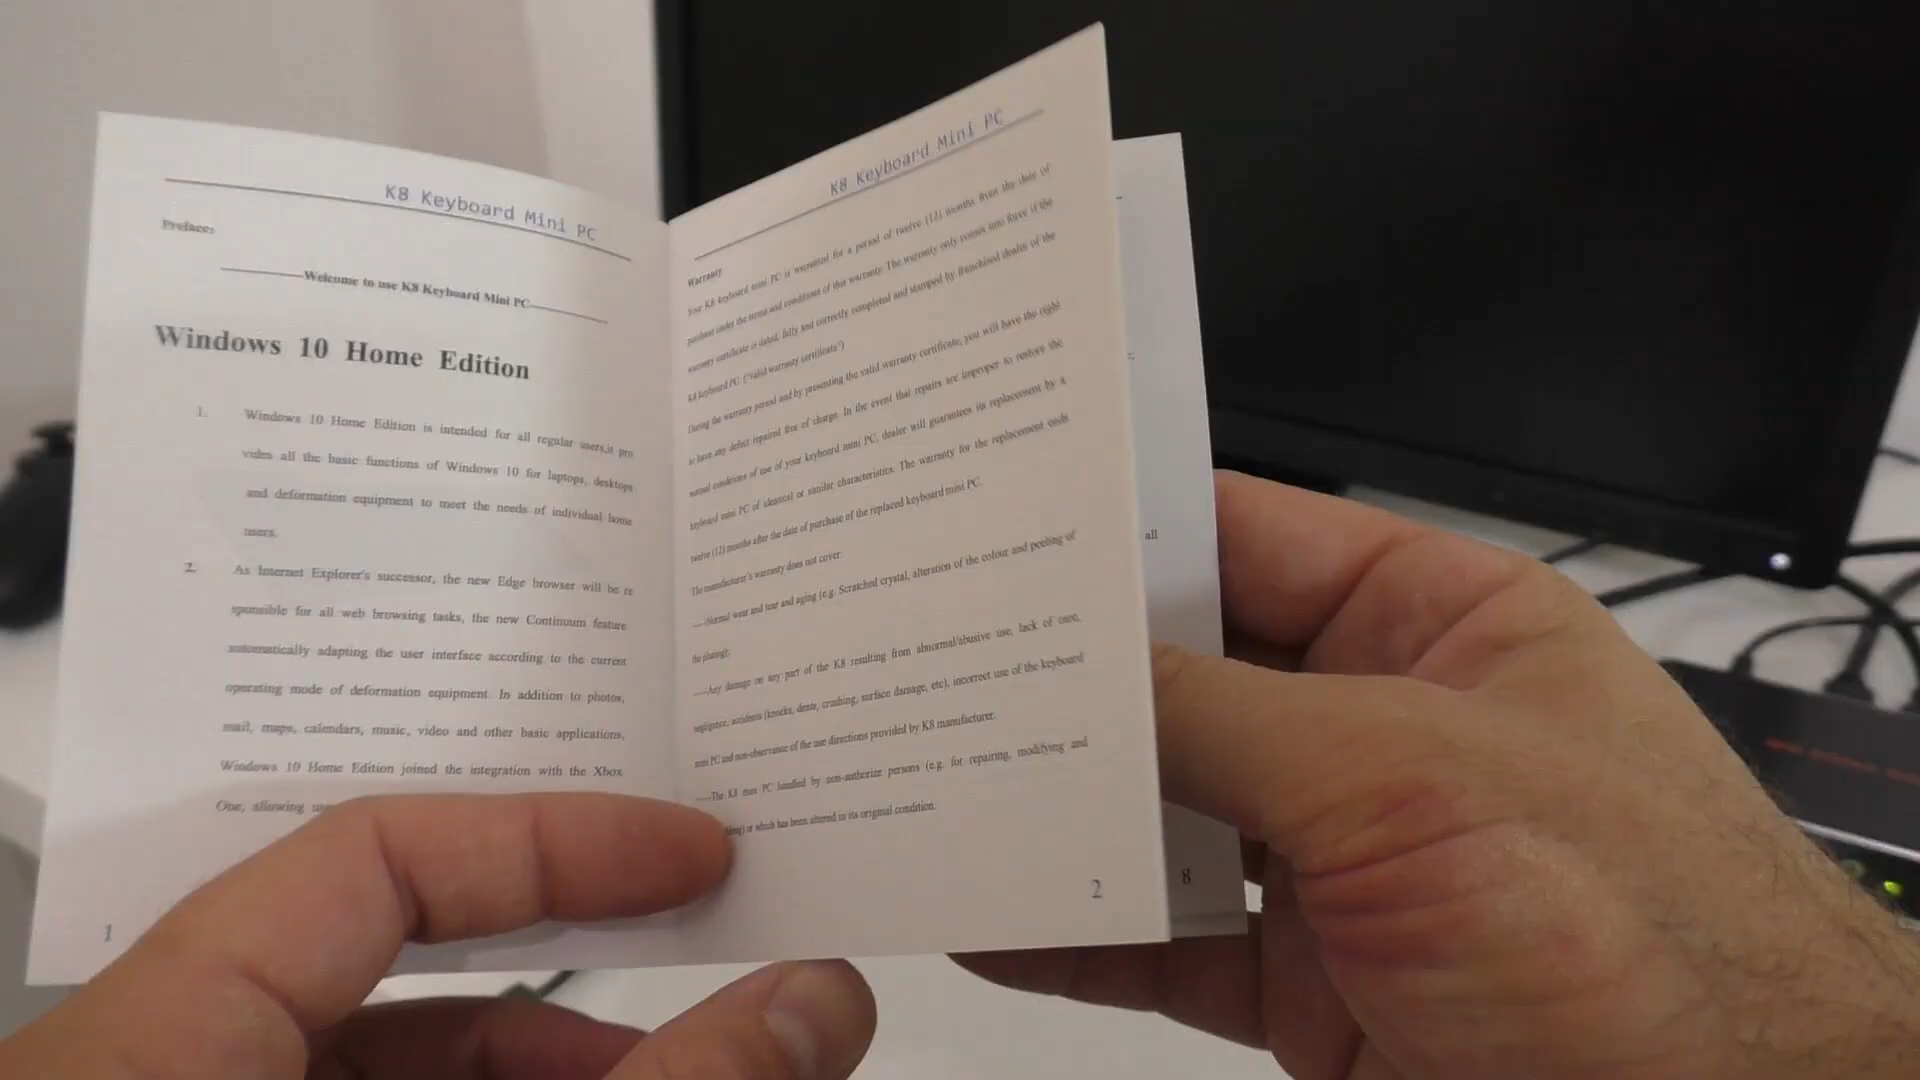 K8 Keyboard Mini PC
Preface:
Welcome to use K8 Keyboard Mini PC
Windows 10 Home Edition
1. Windows 10 Home Edition is intended for all regular users,it pro
vides all the basic functions of Windows 10 for laptops, desktops
and deformation equipment to meet the needs of individual home
users.
2. As Internet Explorer's successor, the new Edge browser will be re
sponsible for all web browsing tasks, the new Continuum feature
automatically adapting the user interface according to the current
operating mode of deformation equipment. In addition to photos,
mail, maps, calendars, music, video and other basic applications,
Windows 10 Home Edition joined the integration with the Xbox
One, allowing
1
K8 Keyboard Mini PC
Warranty
Your K8 keyboard mini PC is warranted for a period of twelve (12) months from the date of
purchase under the terms and conditions of this warranty. The warranty only comes into force if the
warranty certificate is dated, fully and correctly completed and stamped by franchised dealer of the
K8 keyboard PC. ("valid warranty certificate")
During the warranty period and by presenting the valid warranty certificate, you will have the right
to have any defect repaired free of charge. In the event that repairs are improper to restore the
normal conditions of use of your keyboard mini PC, dealer will guarantees its replacement by a
keyboard mini PC of identical or similar characteristics. The warranty for the replacement ends
twelve (12) months after the date of purchase of the replaced keyboard mini PC.
The manufacturer's warranty does not cover:
----Normal wear and tear and aging (e.g. Scratched crystal, alteration of the colour and peeling of
the plating);
----Any damage on any part of the K8 resulting from abnormal/abusive use, lack of care,
negligence, accidents (knocks, dents, crushing, surface damage, etc), incorrect use of the keyboard
mini PC and non-observance of the use directions provided by K8 manufacturer.
----The K8 mini PC handled by non-authorize persons (e.g. for repairing, modifying and
or which has been altered in its original condition.
2
all
8